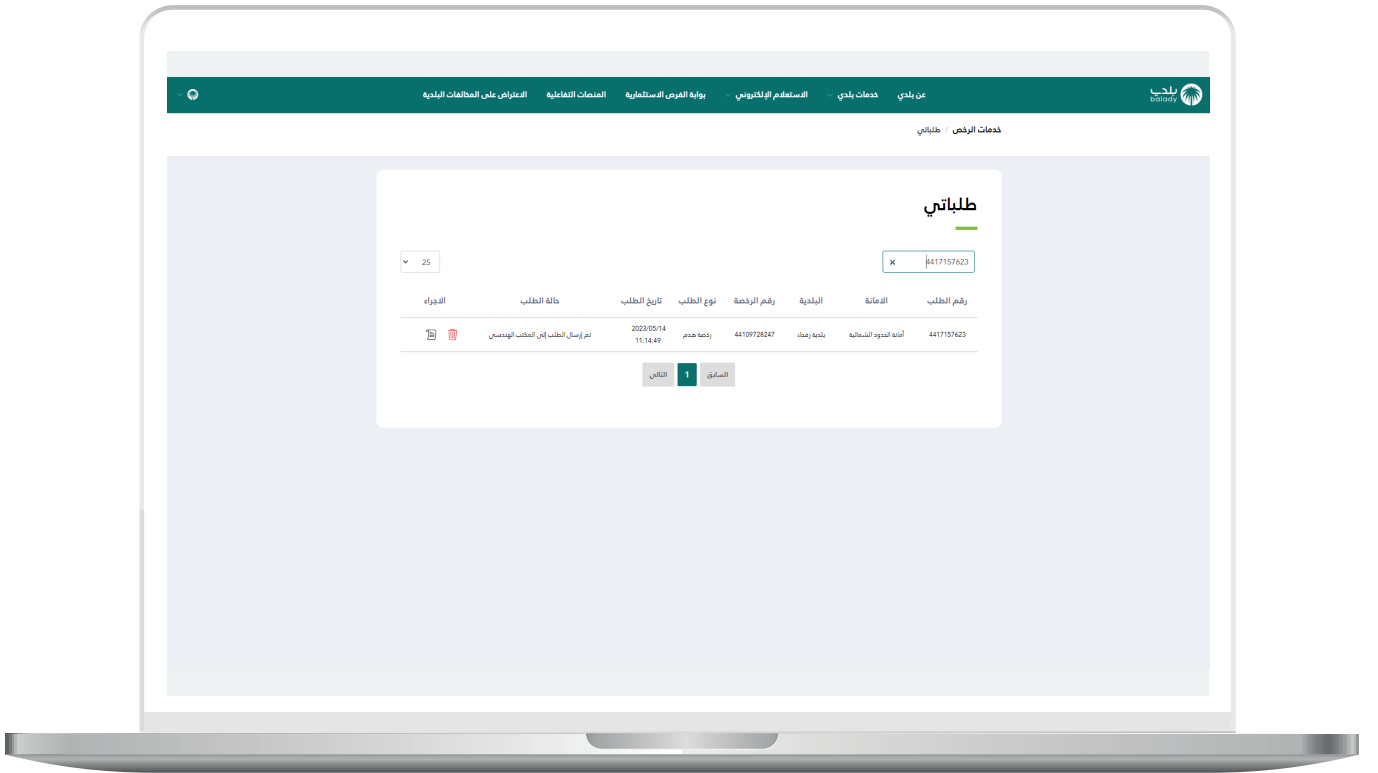 بلدي
balady
عن بلدي خدمات بلدي الاستعلام الإلكتروني بوابة الفرص الاستثمارية المنصات التفاعلية الاعتراض على المخالفات البلدية
خدمات الرخص / طلباتي
طلباتي
4417157623 × 25
رقم الطلب الامانة البلدية رقم الرخصة نوع الطلب تاريخ الطلب حالة الطلب الاجراء
4417157623 أمانة الحدود الشمالية بلدية رفحاء 44109728247 رخصة هدم 2023/05/14 تم إرسال الطلب إلى المكتب الهندسي
11:14:49
السابق 1 التالي